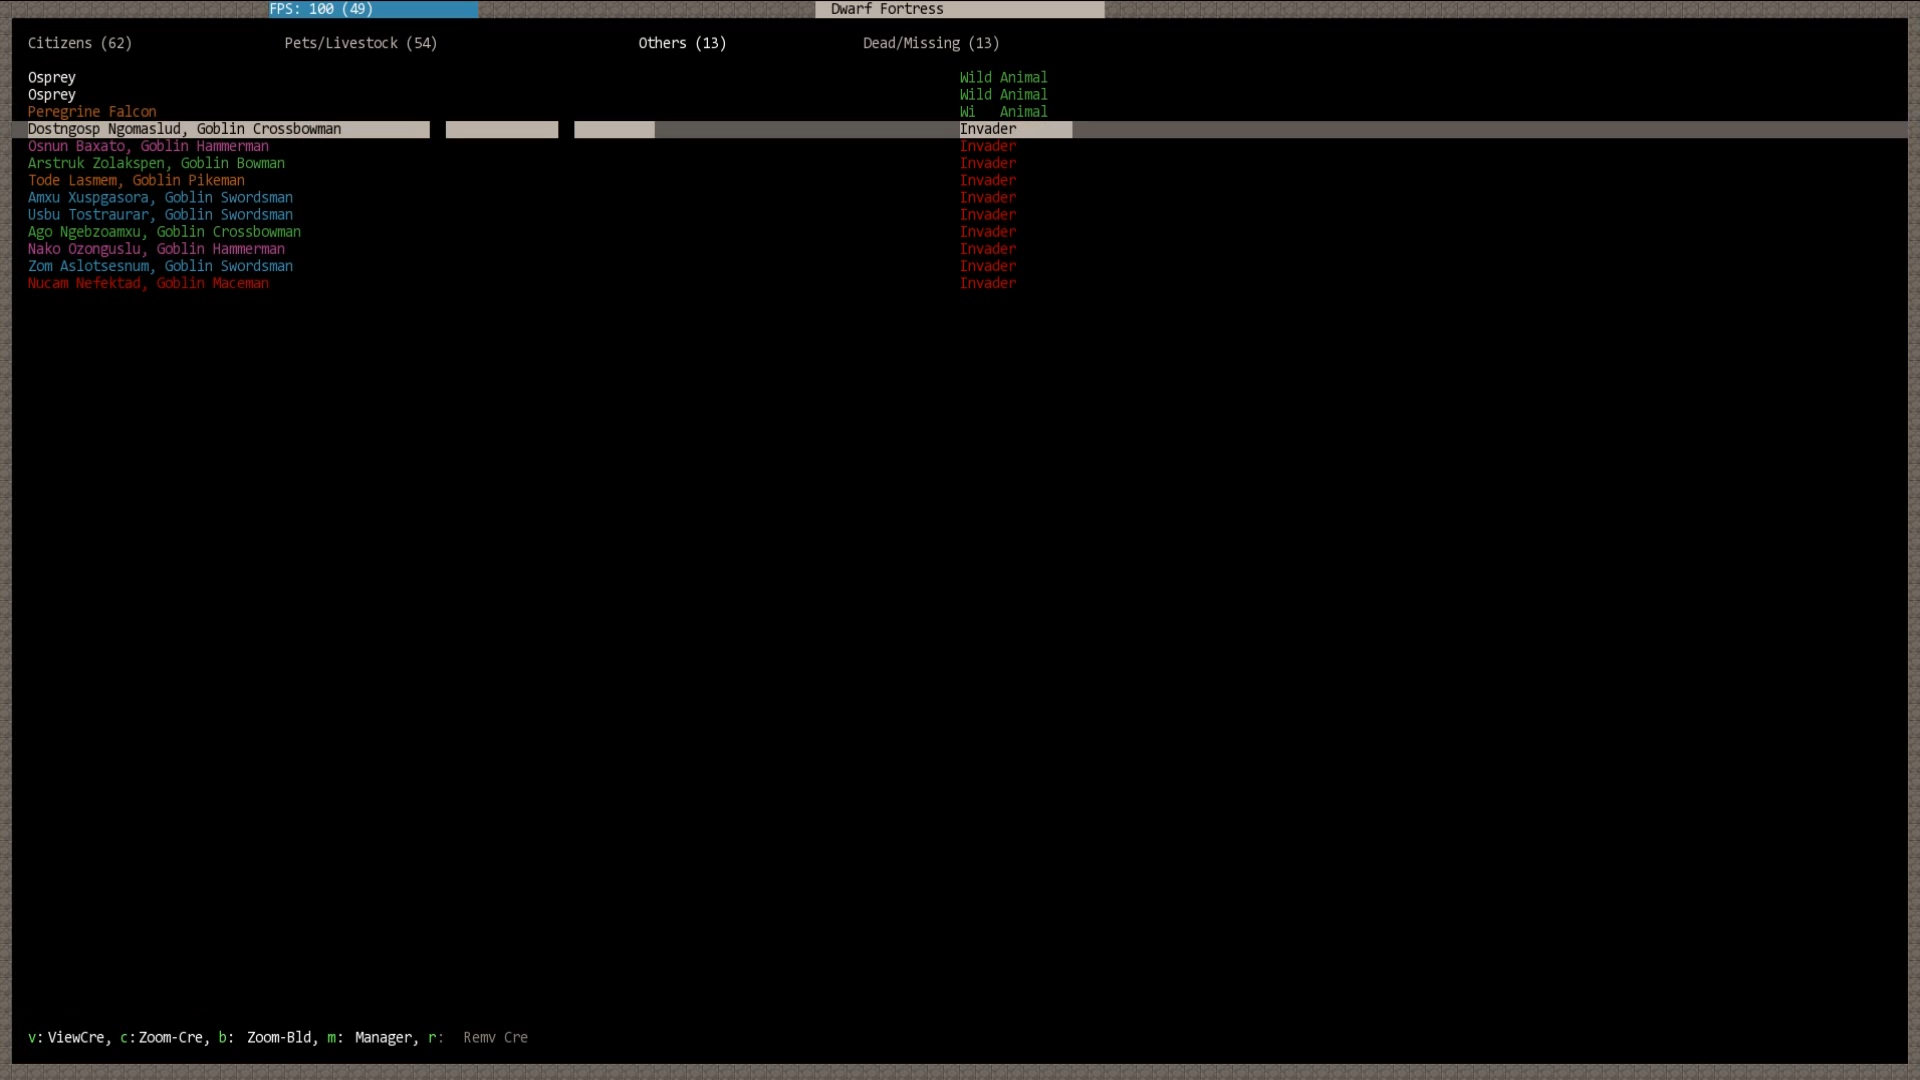 FPS: 100 (49) Dwarf Fortress
Citizens (62) Pets/Livestock (54) Others (13) Dead/Missing (13)
Osprey Wild Animal
Osprey Wild Animal
Peregrine Falcon Wi Animal
Dostngosp Ngomaslud, Goblin Crossbowman Invader
Osnun Baxato, Goblin Hammerman Invader
Arstruk Zolakspen, Goblin Bowman Invader
Tode Lasmem, Goblin Pikeman Invader
Amxu Xuspgasora, Goblin Swordsman Invader
Usbu Tostraurar, Goblin Swordsman Invader
Ago Ngebzoamxu, Goblin Crossbowman Invader
Nako Ozonguslu, Goblin Hammerman Invader
Zom Aslotsesnum, Goblin Swordsman Invader
Nucam Nefektad, Goblin Maceman Invader
v: ViewCre, c: Zoom-Cre, b: Zoom-Bld, m: Manager, r: Remv Cre